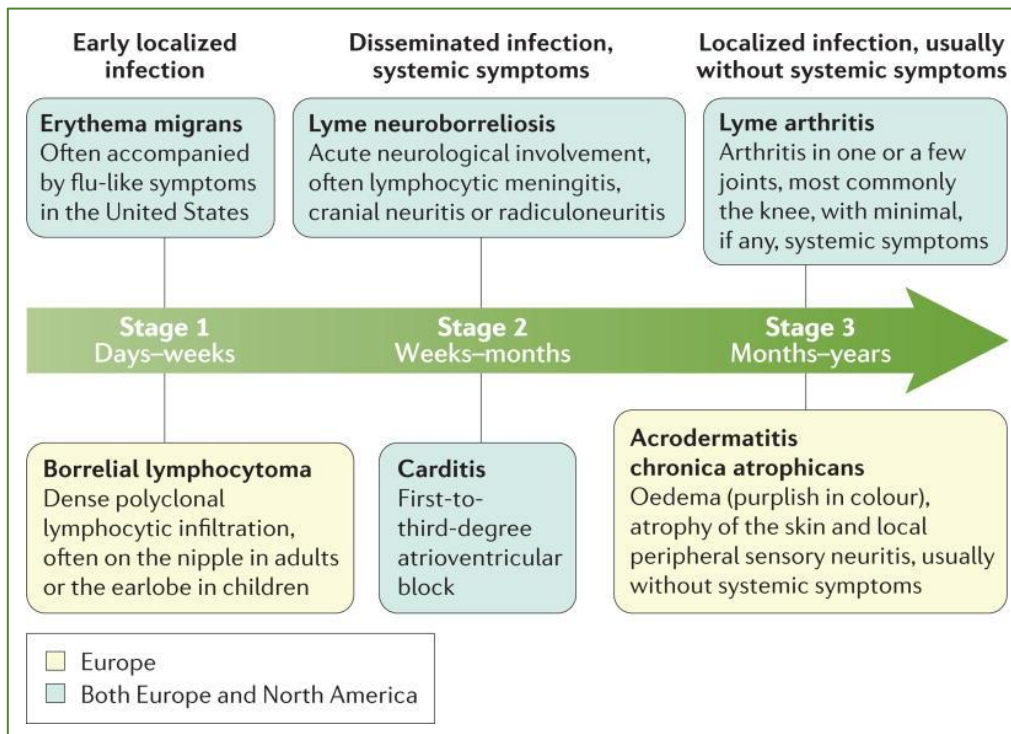 Early localized
infection
Disseminated infection,
systemic symptoms
Localized infection, usually
without systemic symptoms
Erythema migrans
Often accompanied
by flu-like symptoms
in the United States
Lyme neuroborreliosis
Acute neurological involvement,
often lymphocytic meningitis,
cranial neuritis or radiculoneuritis
Lyme arthritis
Arthritis in one or a few
joints, most commonly
the knee, with minimal,
if any, systemic symptoms
Stage 1
Days–weeks
Stage 2
Weeks–months
Stage 3
Months–years
Borrelial lymphocytoma
Dense polyclonal
lymphocytic infiltration,
often on the nipple in adults
or the earlobe in children
Carditis
First-to-
third-degree
atrioventricular
block
Acrodermatitis
chronica atrophicans
Oedema (purplish in colour),
atrophy of the skin and local
peripheral sensory neuritis, usually
without systemic symptoms
Europe
Both Europe and North America